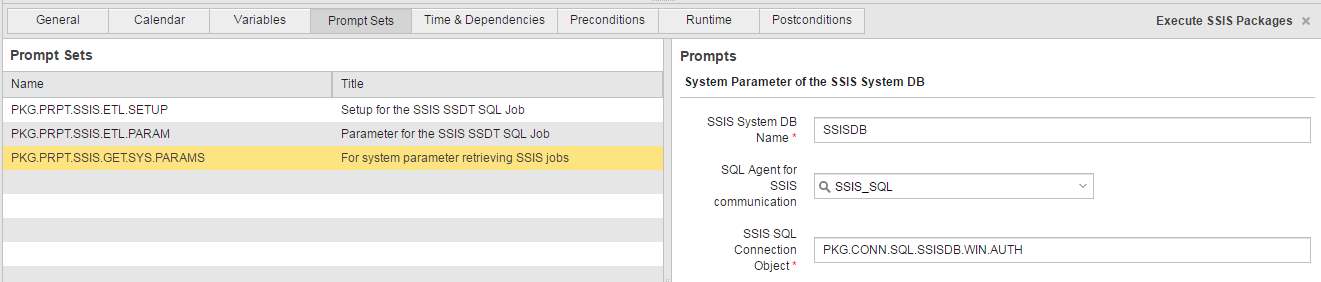 General Calendar Variables Prompt Sets Time & Dependencies Preconditions Runtime Postconditions Execute SSIS Packages ×
Prompt Sets
Name Title
PKG.PRPT.SSIS.ETL.SETUP Setup for the SSIS SSDT SQL Job
PKG.PRPT.SSIS.ETL.PARAM Parameter for the SSIS SSDT SQL Job
PKG.PRPT.SSIS.GET.SYS.PARAMS For system parameter retrieving SSIS jobs
Prompts
System Parameter of the SSIS System DB
SSIS System DB
Name *
SSISDB
SQL Agent for
SSIS
communication
SSIS_SQL
SSIS SQL
Connection
Object *
PKG.CONN.SQL.SSISDB.WIN.AUTH